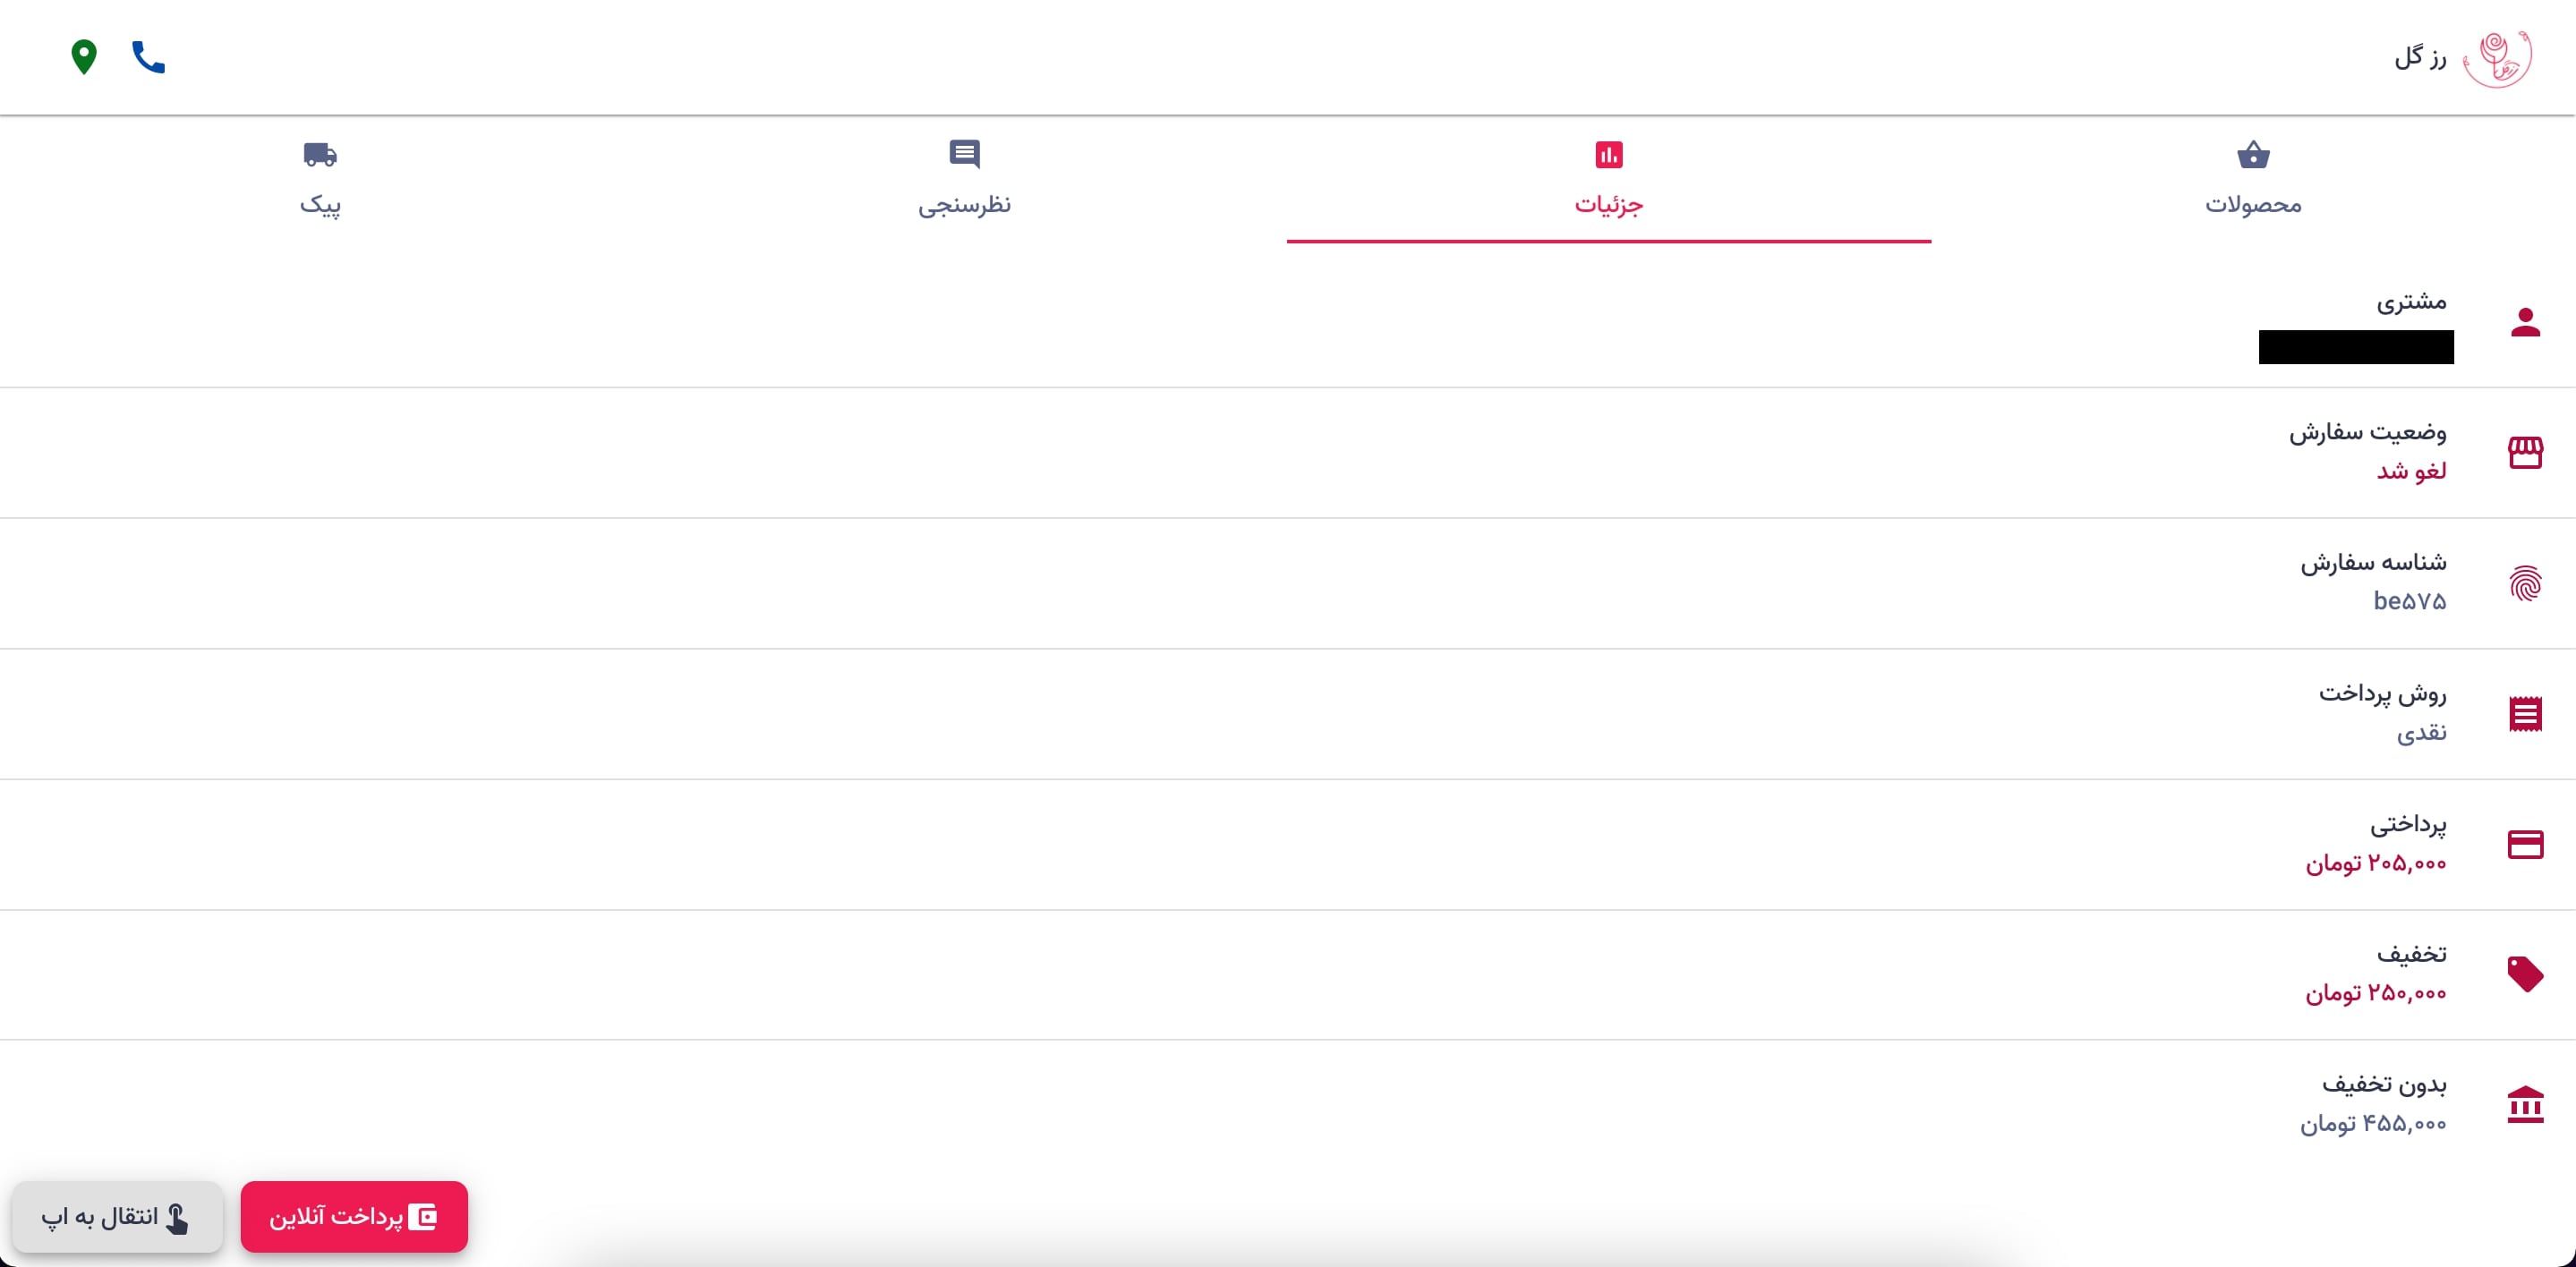 رز گل
محصولات
جزئیات
نظرسنجی
پیک
مشتری
وضعیت سفارش
لغو شد
شناسه سفارش
be۵۷۵
روش پرداخت
نقدی
پرداختی
۲۰۵,۰۰۰ تومان
تخفیف
۲۵۰,۰۰۰ تومان
بدون تخفیف
۴۵۵,۰۰۰ تومان
پرداخت آنلاین
انتقال به اپ